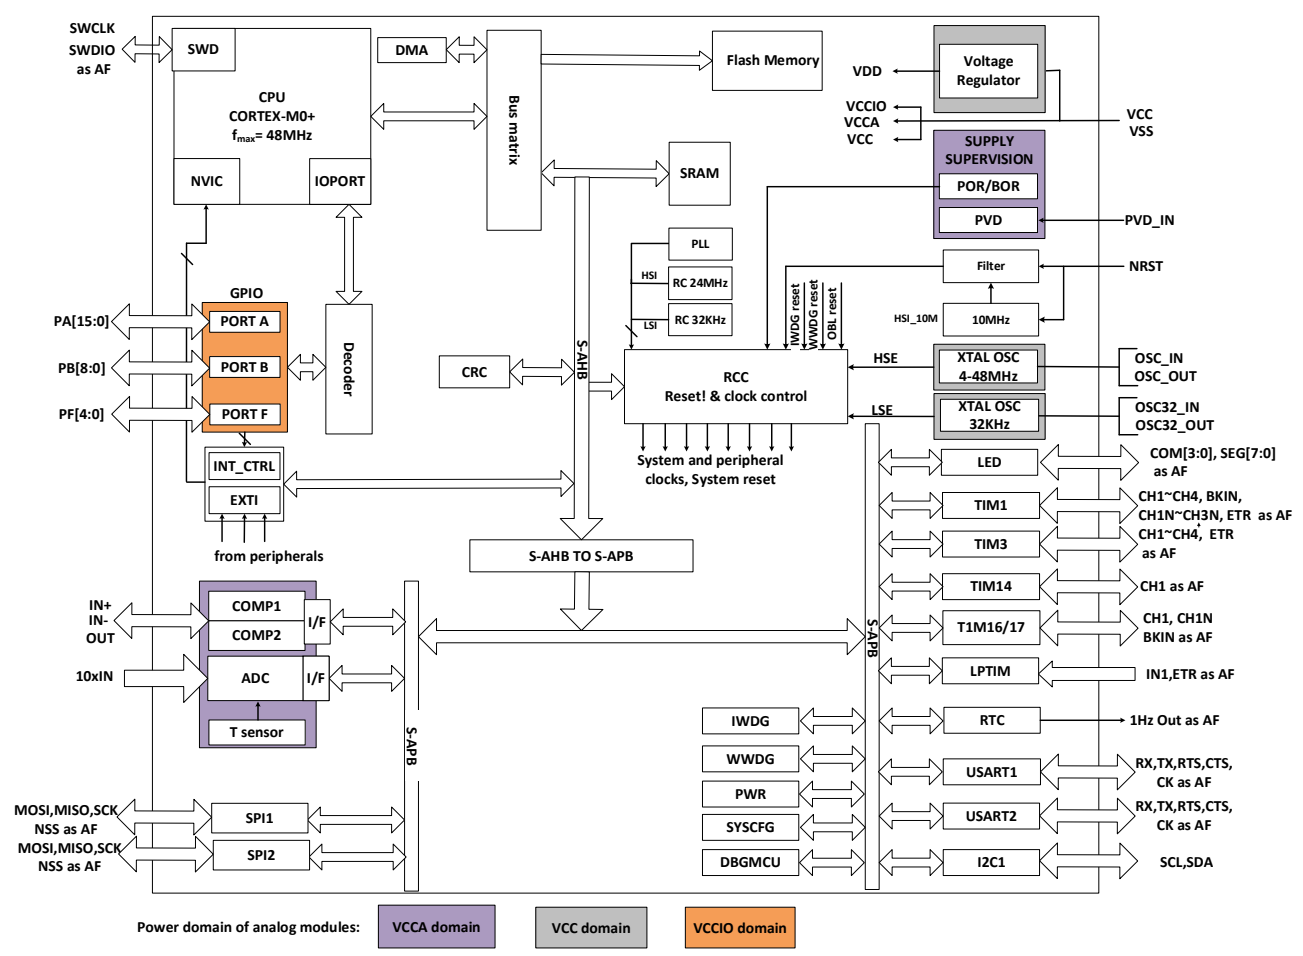 SWCLK
SWDIO
as AF
SWD
CPU
CORTEX-M0+
fmax= 48MHz
NVIC
IOPORT
DMA
Bus matrix
Flash Memory
SRAM
Voltage
Regulator
VDD
VCCIO
VCCA
VCC
VCC
VSS
SUPPLY
SUPERVISION
POR/BOR
PVD
PVD_IN
PLL
HSI
RC 24MHz
LSI
RC 32KHz
Filter
NRST
HSI_10M
10MHz
IWDG reset
WWDG reset
OBL reset
GPIO
PA[15:0]
PORT A
PB[8:0]
PORT B
PF[4:0]
PORT F
Decoder
CRC
S-AHB
RCC
Reset! & clock control
HSE
XTAL OSC
4-48MHz
OSC_IN
OSC_OUT
LSE
XTAL OSC
32KHz
OSC32_IN
OSC32_OUT
System and peripheral
clocks, System reset
INT_CTRL
EXTI
from peripherals
S-AHB TO S-APB
LED
COM[3:0], SEG[7:0]
as AF
TIM1
CH1~CH4, BKIN,
CH1N~CH3N, ETR as AF
TIM3
CH1~CH4, ETR
as AF
TIM14
CH1 as AF
T1M16/17
CH1, CH1N
BKIN as AF
LPTIM
IN1,ETR as AF
RTC
1Hz Out as AF
USART1
RX,TX,RTS,CTS,
CK as AF
USART2
RX,TX,RTS,CTS,
CK as AF
I2C1
SCL,SDA
S-APB
IWDG
WWDG
PWR
SYSCFG
DBGMCU
IN+
IN-
OUT
COMP1
COMP2
I/F
10xIN
ADC
I/F
T sensor
S-APB
MOSI,MISO,SCK
NSS as AF
SPI1
MOSI,MISO,SCK
NSS as AF
SPI2
Power domain of analog modules:
VCCA domain
VCC domain
VCCIO domain